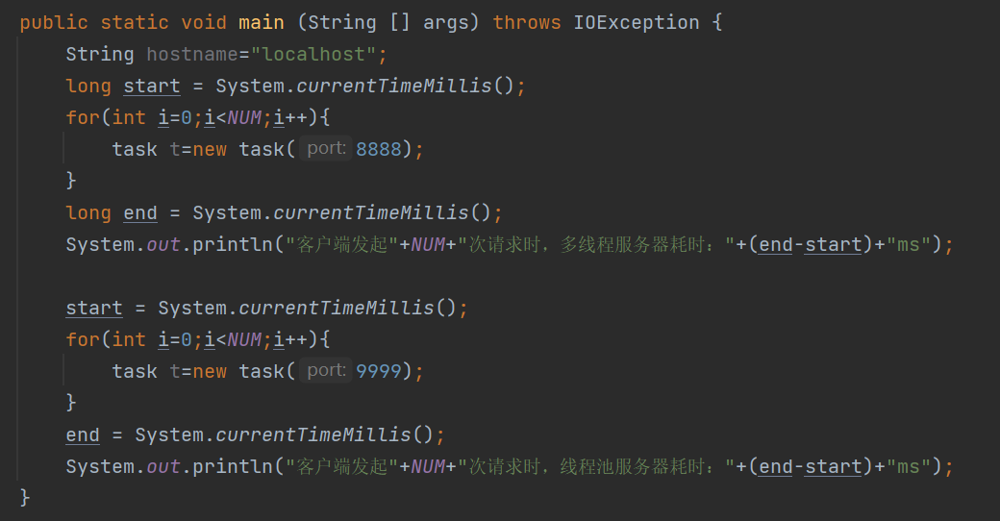 public static void main (String [] args) throws IOException {
    String hostname="localhost";
    long start = System.currentTimeMillis();
    for(int i=0;i<NUM;i++){
        task t=new task( port: 8888);
    }
    long end = System.currentTimeMillis();
    System.out.println("客户端发起"+NUM+"次请求时，多线程服务器耗时："+(end-start)+"ms");

    start = System.currentTimeMillis();
    for(int i=0;i<NUM;i++){
        task t=new task( port: 9999);
    }
    end = System.currentTimeMillis();
    System.out.println("客户端发起"+NUM+"次请求时，线程池服务器耗时："+(end-start)+"ms");
}